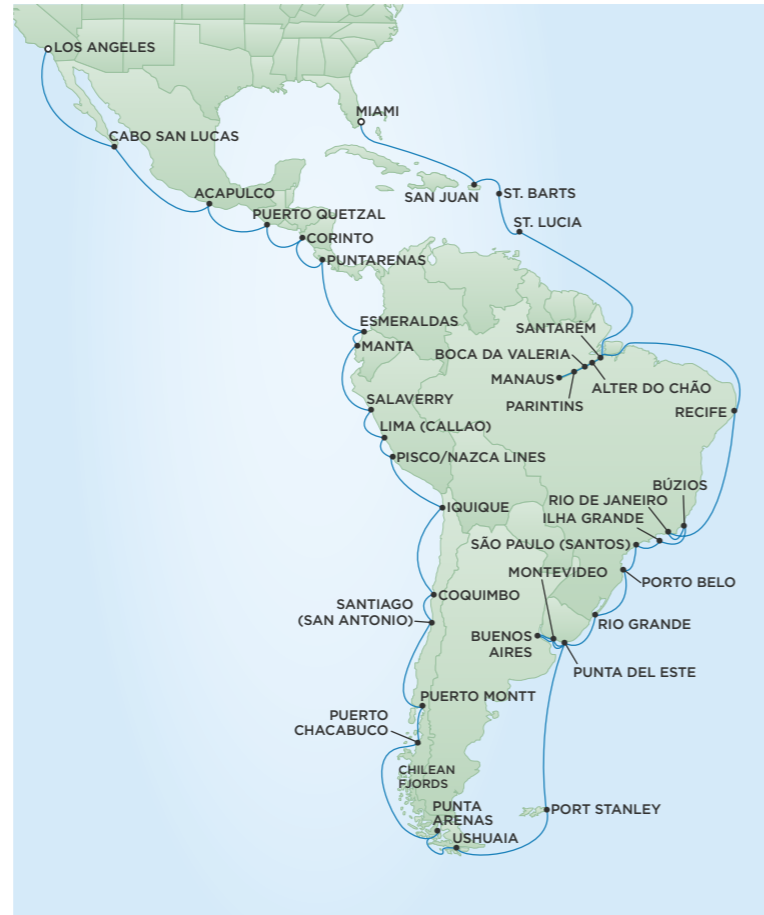 LOS ANGELES
MIAMI
CABO SAN LUCAS
SAN JUAN
ST. BARTS
ACAPULCO
PUERTO QUETZAL
ST. LUCIA
CORINTO
PUNTARENAS
ESMERALDAS
SANTARÉM
MANTA
BOCA DA VALERIA
MANAUS
ALTER DO CHÃO
PARINTINS
SALAVERRY
RECIFE
LIMA (CALLAO)
PISCO/NAZCA LINES
BÚZIOS
RIO DE JANEIRO
IQUIQUE
ILHA GRANDE
SÃO PAULO (SANTOS)
MONTEVIDEO
PORTO BELO
COQUIMBO
SANTIAGO
(SAN ANTONIO)
RIO GRANDE
BUENOS
AIRES
PUNTA DEL ESTE
PUERTO MONTT
PUERTO
CHACABUCO
CHILEAN
FJORDS
PUNTA
ARENAS
PORT STANLEY
USHUAIA